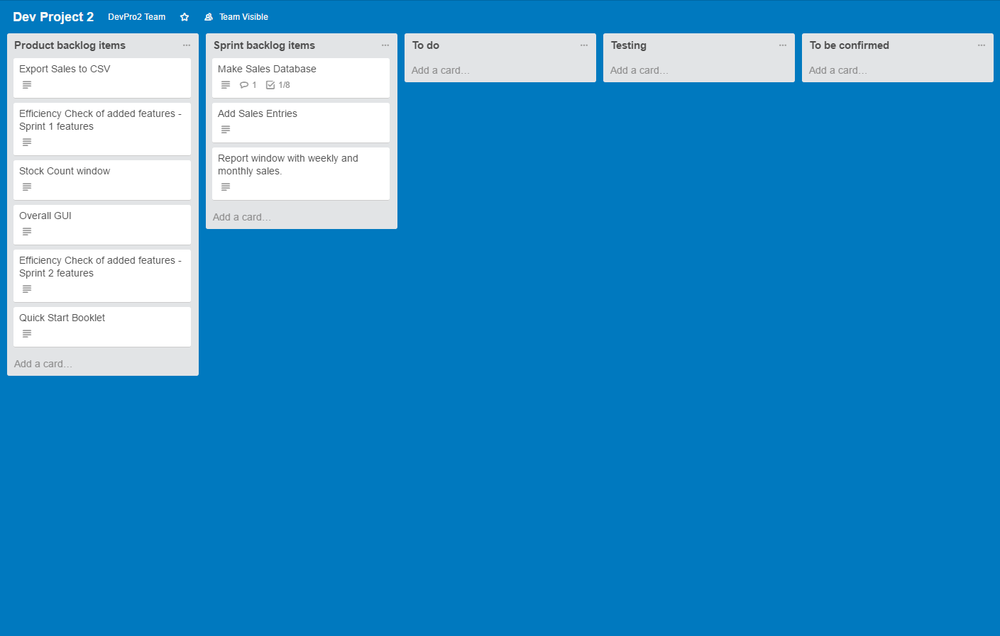 Dev Project 2 DevPro2 Team Team Visible
Product backlog items
Export Sales to CSV
Efficiency Check of added features -
Sprint 1 features
Stock Count window
Overall GUI
Efficiency Check of added features -
Sprint 2 features
Quick Start Booklet
Add a card…
Sprint backlog items
Make Sales Database
1 1/8
Add Sales Entries
Report window with weekly and
monthly sales.
Add a card…
To do
Add a card…
Testing
Add a card…
To be confirmed
Add a card…